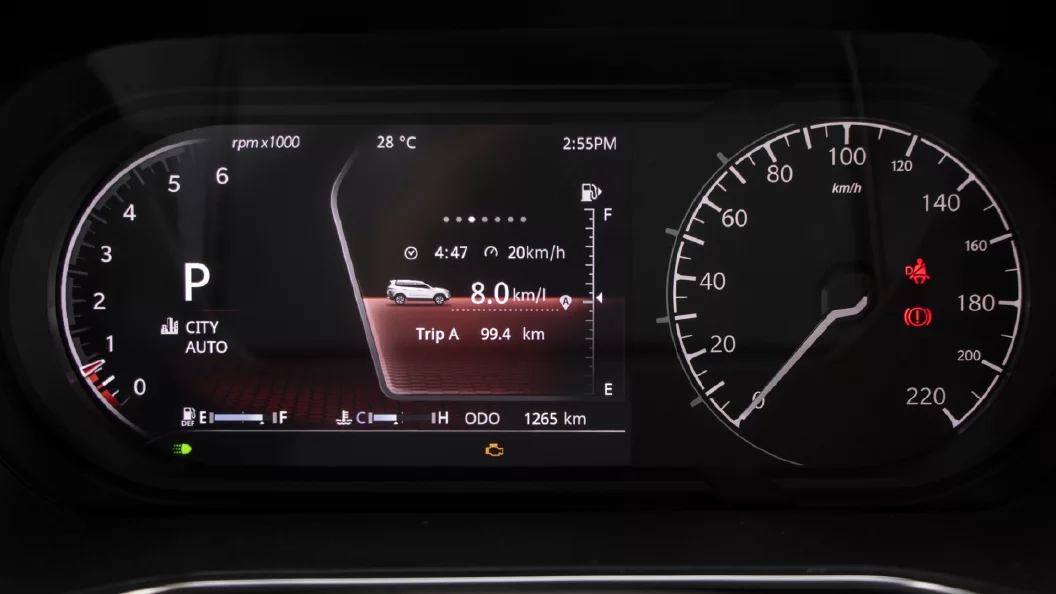 rpm x1000
28 °C
2:55PM
0
1
2
3
4
5
6
P
CITY
AUTO
4:47
20km/h
8.0 km/l
A
Trip A 99.4 km
F
E
DEF E F
C H
ODO 1265 km
0
20
40
60
80
100
120
140
160
180
200
220
km/h
D